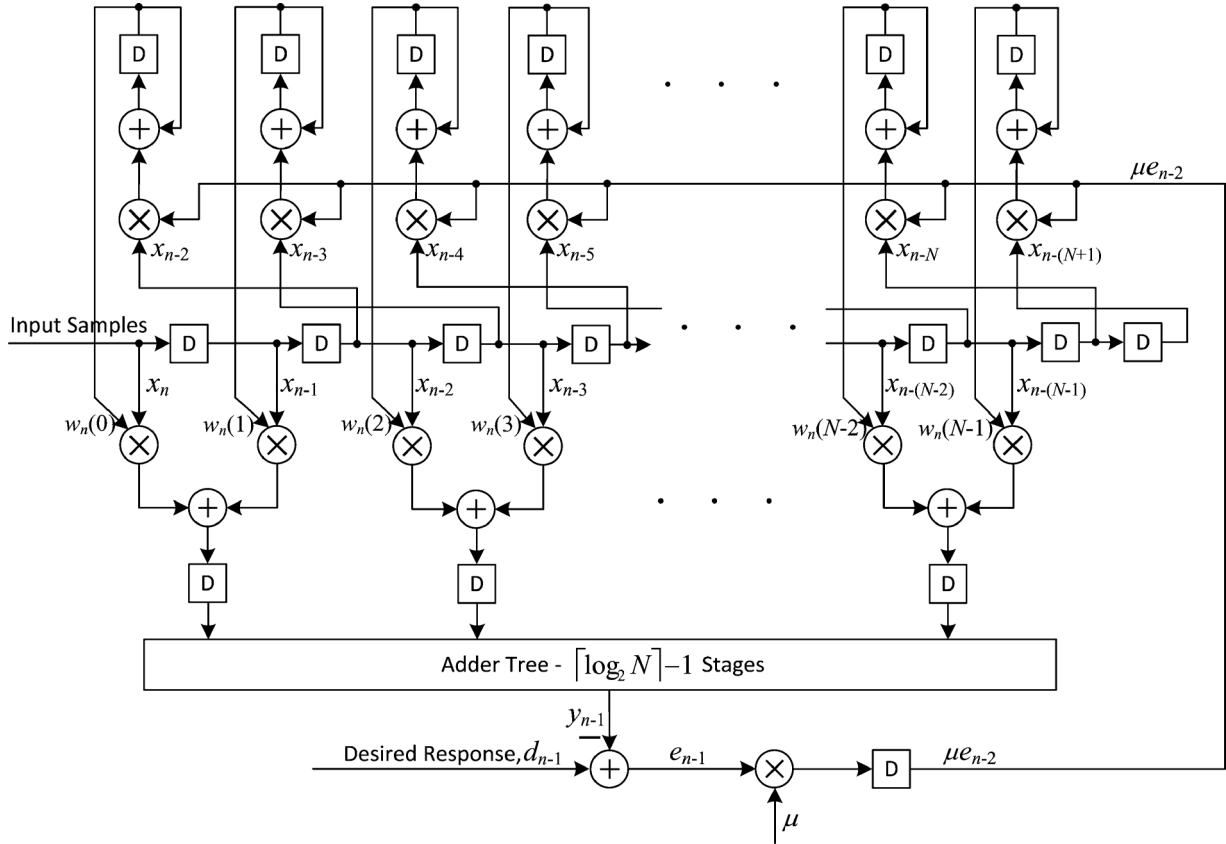 D D D D D D
+ + + + + +
μe_{n-2}
× × × × × ×
x_{n-2} x_{n-3} x_{n-4} x_{n-5} x_{n-N} x_{n-(N+1)}
Input Samples D D D D D D D
x_n x_{n-1} x_{n-2} x_{n-3} x_{n-(N-2)} x_{n-(N-1)}
w_n(0) w_n(1) w_n(2) w_n(3) w_n(N-2) w_n(N-1)
× × × × × ×
+ + +
D D D
Adder Tree - ⌈log₂ N⌉−1 Stages
y_{n-1}
−
Desired Response, d_{n-1} + e_{n-1} × D μe_{n-2}
μ